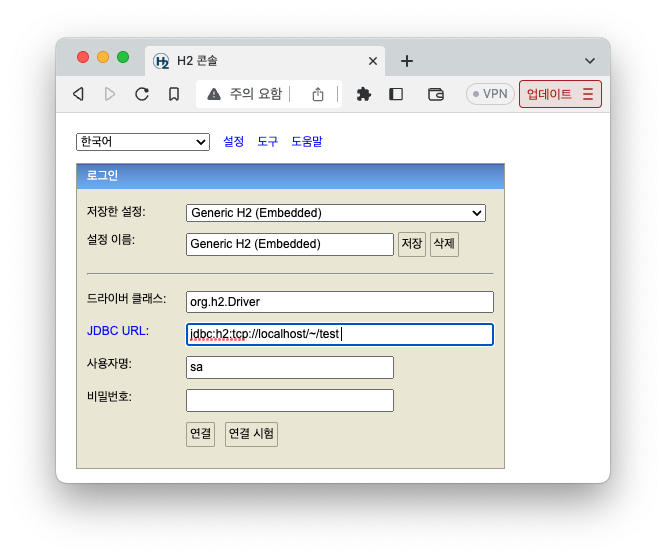 H2 콘솔
주의 요함
VPN
업데이트
한국어 설정 도구 도움말
로그인
저장한 설정: Generic H2 (Embedded)
설정 이름: Generic H2 (Embedded) 저장 삭제
드라이버 클래스: org.h2.Driver
JDBC URL: jdbc:h2:tcp://localhost/~/test
사용자명: sa
비밀번호:
연결 연결 시험